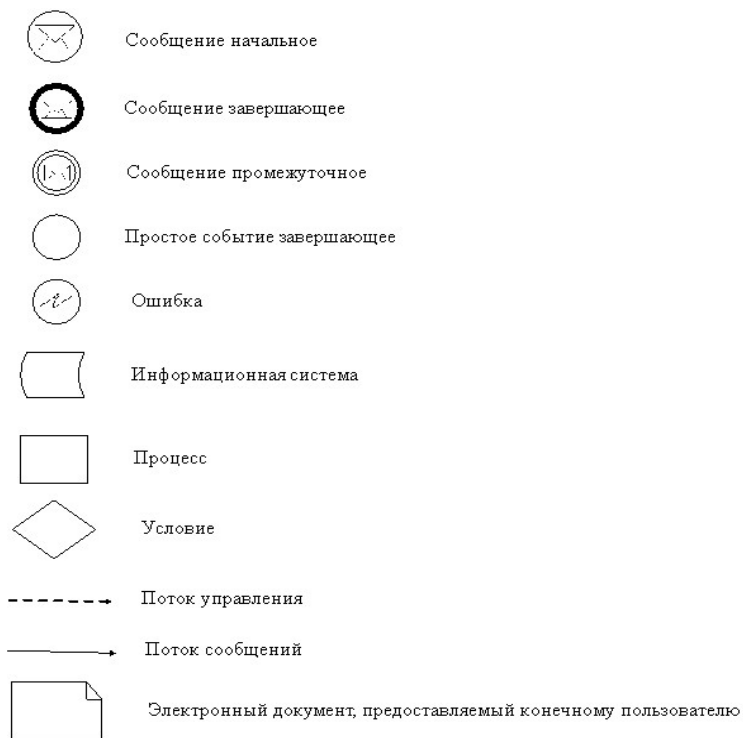 Сообщение начальное
Сообщение завершающее
Сообщение промежуточное
Простое событие завершающее
Ошибка
Информационная система
Процесс
Условие
Поток управления
Поток сообщений
Электронный документ, предоставляемый конечному пользователю